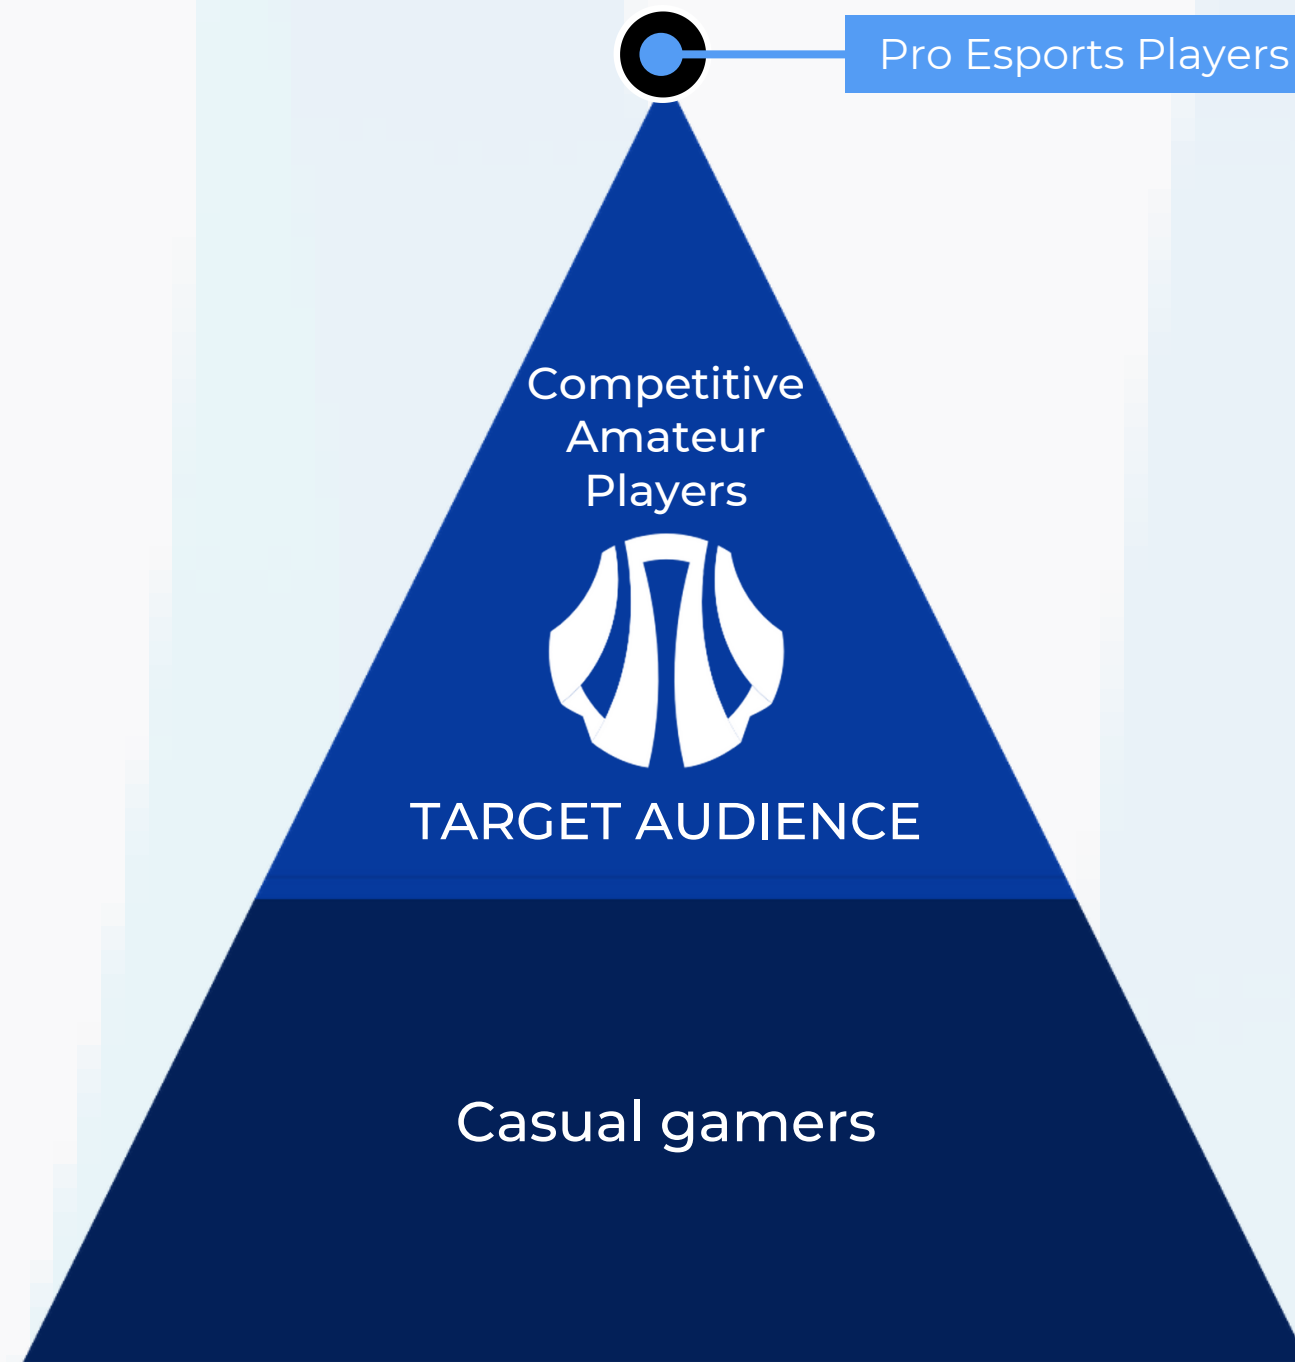 Pro Esports Players
Competitive
Amateur
Players
TARGET AUDIENCE
Casual gamers